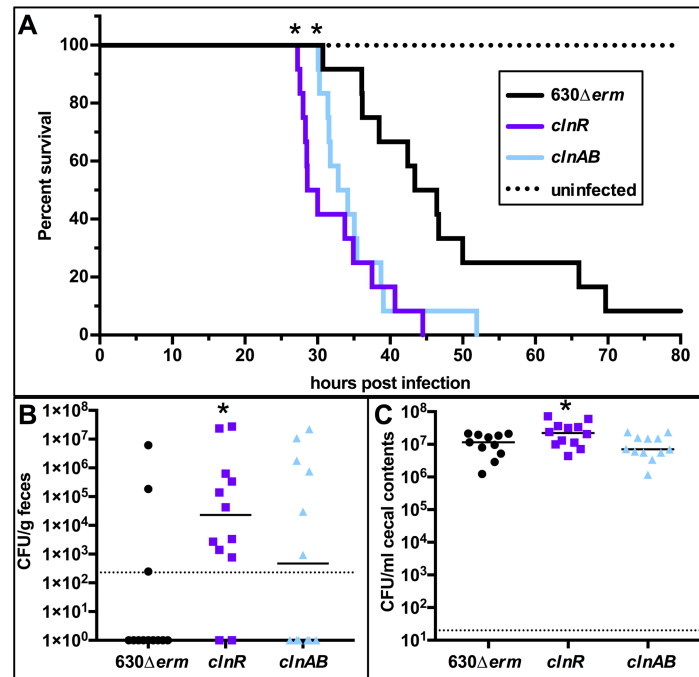 A
* *
Percent survival
100
80
60
40
20
0
0 10 20 30 40 50 60 70 80
hours post infection
630Δerm
clnR
clnAB
uninfected
B
*
CFU/g feces
1×10⁸
1×10⁷
1×10⁶
1×10⁵
1×10⁴
1×10³
1×10²
1×10¹
1×10⁰
630Δerm clnR clnAB
C
*
CFU/ml cecal contents
10⁸
10⁷
10⁶
10⁵
10⁴
10³
10²
10¹
630Δerm clnR clnAB